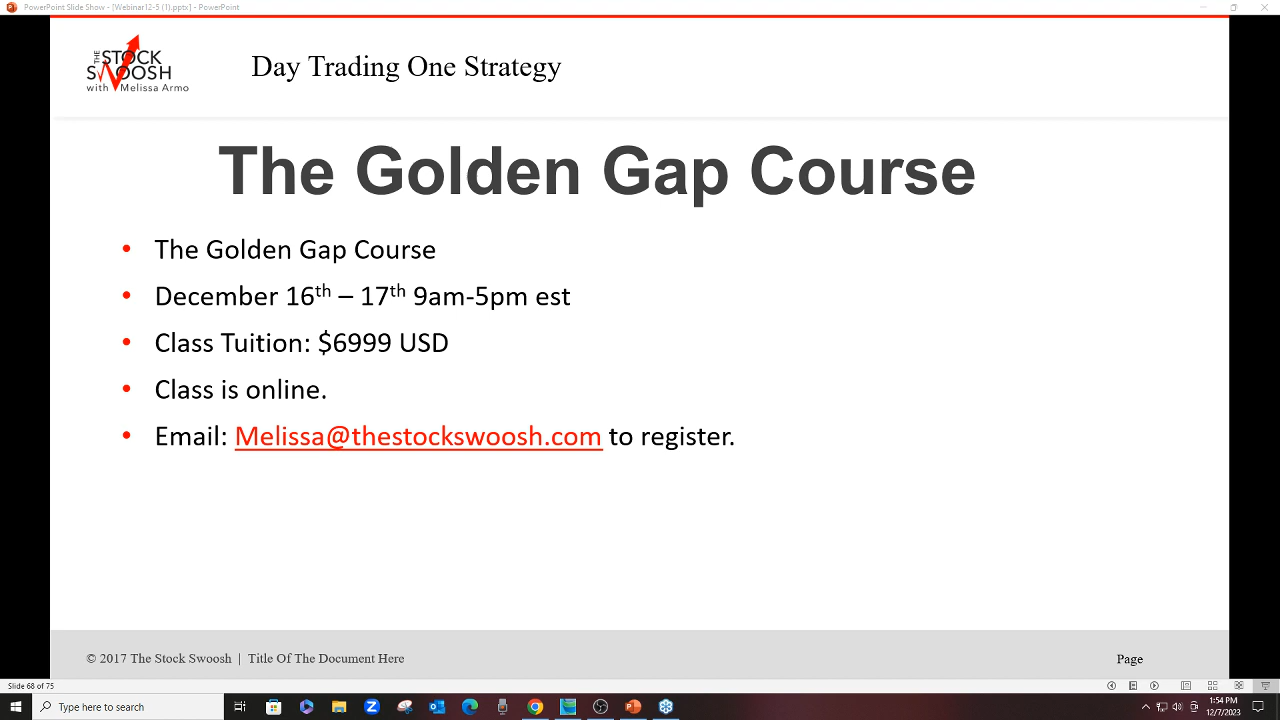 PowerPoint Slide Show - [Webinar12-5 (1).pptx] - PowerPoint
THE STOCK
SWOOSH
with Melissa Armo
Day Trading One Strategy
The Golden Gap Course
• The Golden Gap Course
• December 16th – 17th 9am-5pm est
• Class Tuition: $6999 USD
• Class is online.
• Email: Melissa@thestockswoosh.com to register.
© 2017 The Stock Swoosh | Title Of The Document Here
Page
Slide 68 of 75
Type here to search
1:54 PM
12/7/2023